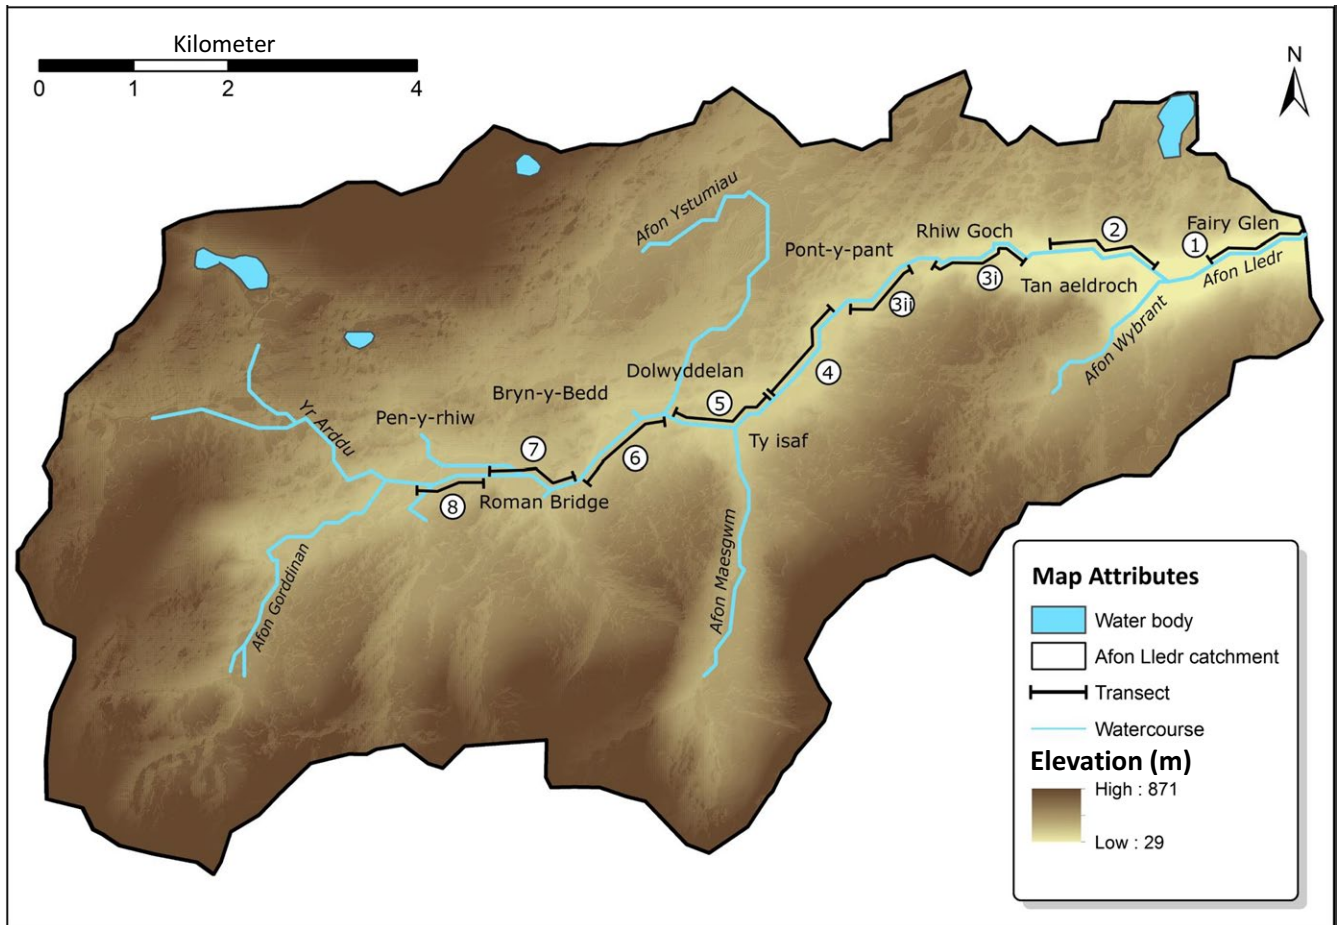 Kilometer
0 1 2 4
N
Afon Ystumiau
Fairy Glen
Rhiw Goch
2
1
Pont-y-pant
Afon Lledr
3i
Tan aeldroch
3ii
Afon Wybrant
Dolwyddelan
4
Bryn-y-Bedd
5
Yr Arddu
Pen-y-rhiw
Ty isaf
7
6
Roman Bridge
8
Afon Gorddinan
Afon Maesgwm
Map Attributes
Water body
Afon Lledr catchment
Transect
Watercourse
Elevation (m)
High : 871
Low : 29